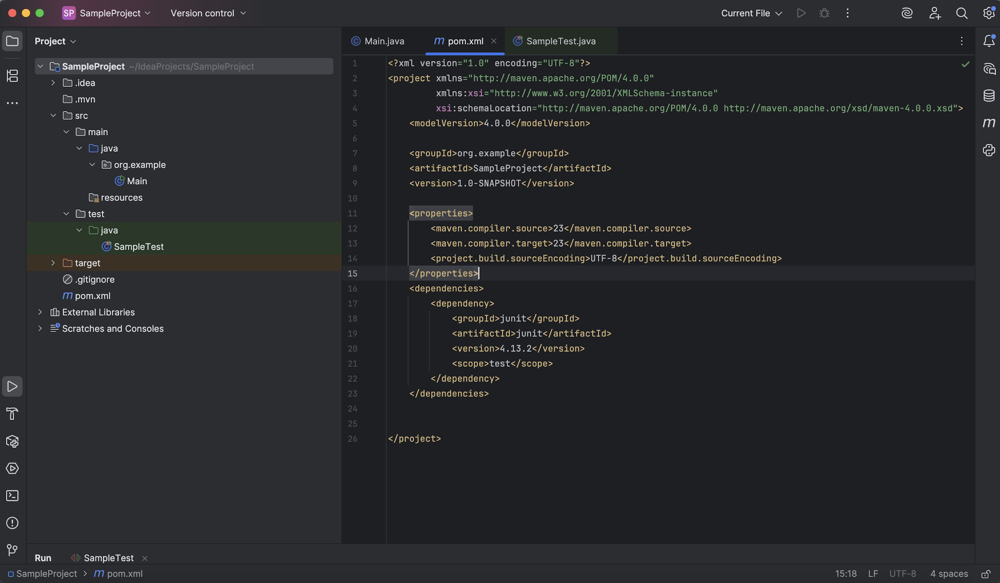 SP SampleProject
Version control
Current File
Project
SampleProject ~/IdeaProjects/SampleProject
.idea
.mvn
src
main
java
org.example
Main
resources
test
java
SampleTest
target
.gitignore
m pom.xml
External Libraries
Scratches and Consoles
Main.java
m pom.xml
SampleTest.java
1 <?xml version="1.0" encoding="UTF-8"?>
2 <project xmlns="http://maven.apache.org/POM/4.0.0"
3 xmlns:xsi="http://www.w3.org/2001/XMLSchema-instance"
4 xsi:schemaLocation="http://maven.apache.org/POM/4.0.0 http://maven.apache.org/xsd/maven-4.0.0.xsd">
5 <modelVersion>4.0.0</modelVersion>
6
7 <groupId>org.example</groupId>
8 <artifactId>SampleProject</artifactId>
9 <version>1.0-SNAPSHOT</version>
10
11 <properties>
12 <maven.compiler.source>23</maven.compiler.source>
13 <maven.compiler.target>23</maven.compiler.target>
14 <project.build.sourceEncoding>UTF-8</project.build.sourceEncoding>
15 </properties>
16 <dependencies>
17 <dependency>
18 <groupId>junit</groupId>
19 <artifactId>junit</artifactId>
20 <version>4.13.2</version>
21 <scope>test</scope>
22 </dependency>
23 </dependencies>
24
25
26 </project>
m
Run
SampleTest
SampleProject > m pom.xml
15:18 LF UTF-8 4 spaces